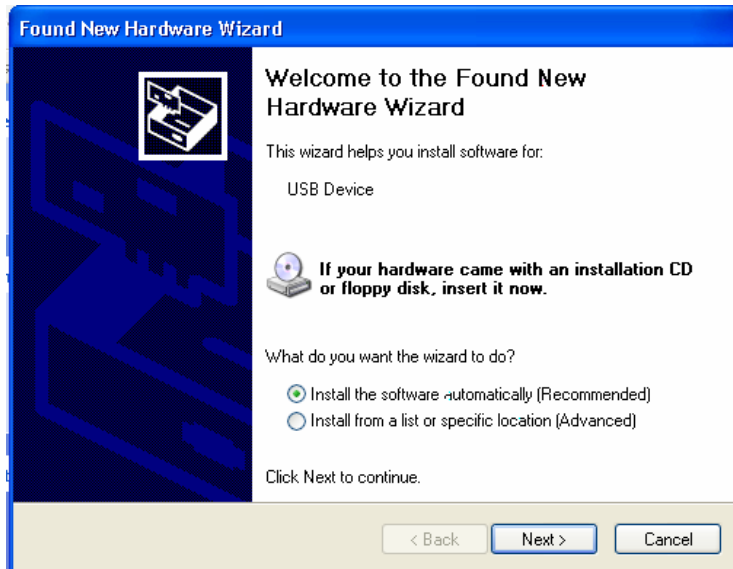 Found New Hardware Wizard
Welcome to the Found New
Hardware Wizard
This wizard helps you install software for:
USB Device
If your hardware came with an installation CD
or floppy disk, insert it now.
What do you want the wizard to do?
Install the software automatically (Recommended)
Install from a list or specific location (Advanced)
Click Next to continue.
< Back Next > Cancel